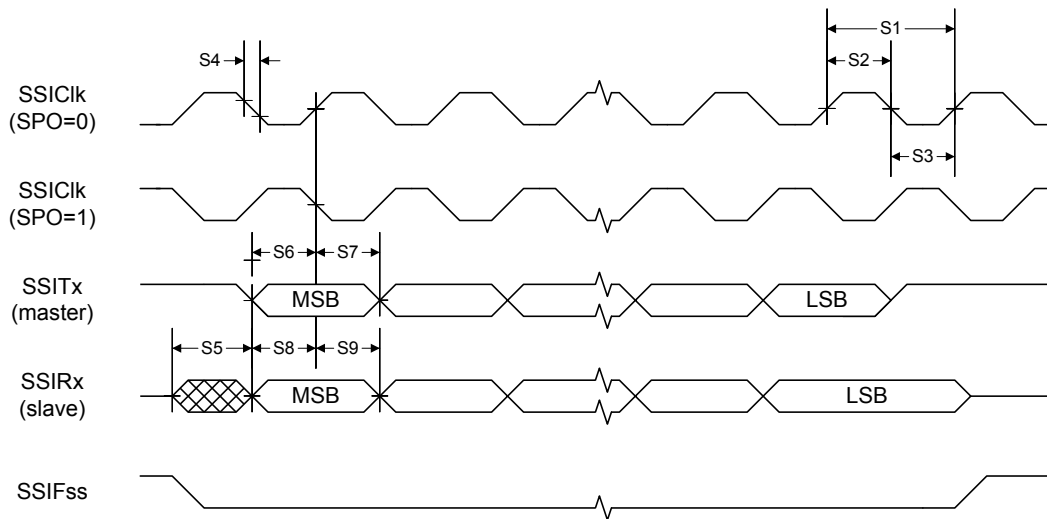 S1
S4
S2
SSIClk
(SPO=0)
S3
SSIClk
(SPO=1)
S6
S7
SSITx
(master)
MSB
LSB
S5
S8
S9
SSIRx
(slave)
MSB
LSB
SSIFss